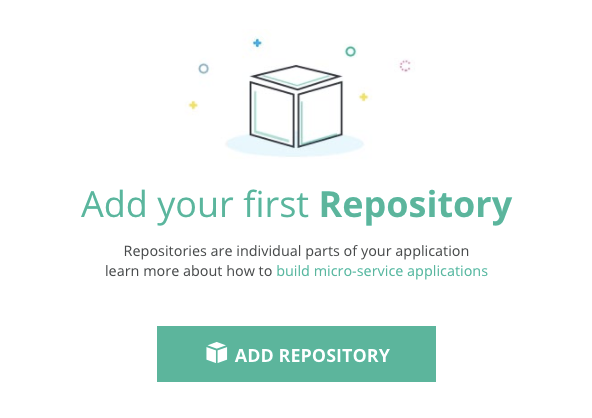 Add your first Repository
Repositories are individual parts of your application
learn more about how to build micro-service applications
ADD REPOSITORY